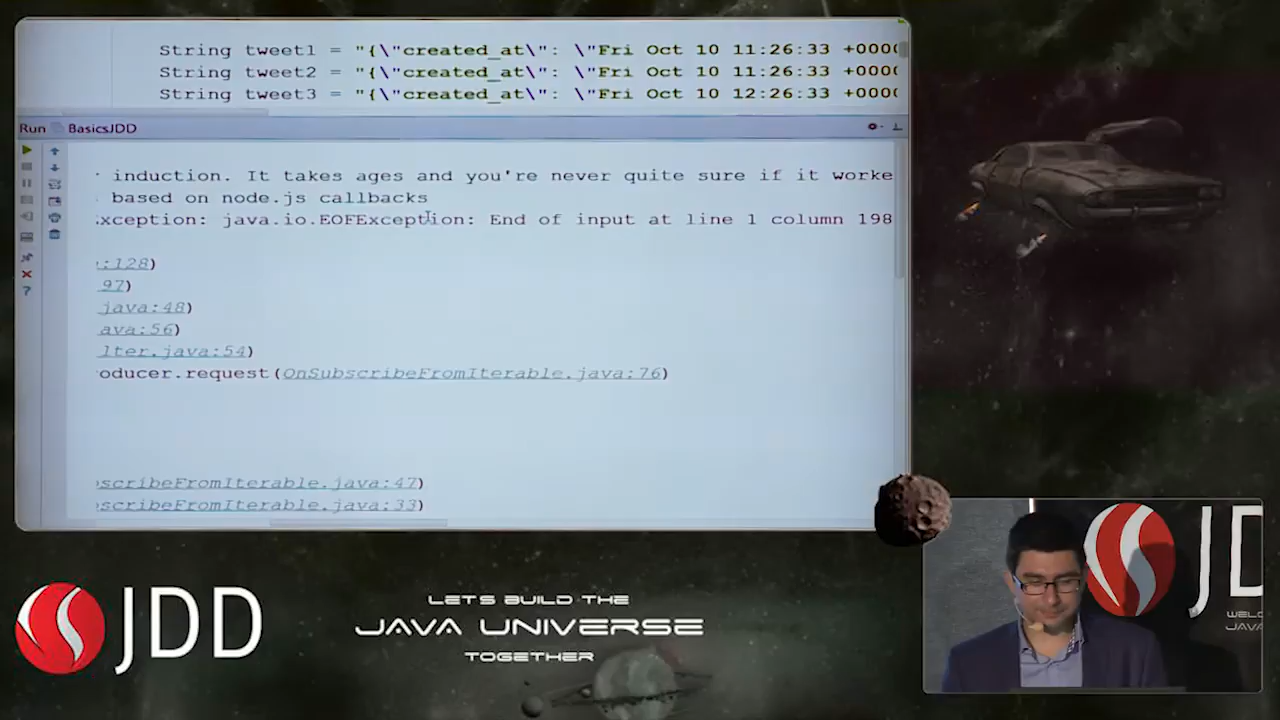 String tweet1 = "{\"created_at\": \"Fri Oct 10 11:26:33 +000
String tweet2 = "{\"created_at\": \"Fri Oct 10 11:26:33 +000
String tweet3 = "{\"created_at\": \"Fri Oct 10 12:26:33 +000
Run BasicsJDD
induction. It takes ages and you're never quite sure if it worke
based on node.js callbacks
xception: java.io.EOFException: End of input at line 1 column 198
:128)
97)
java:48)
ava:56)
lter.java:54)
oducer.request(OnSubscribeFromIterable.java:76)
scribeFromIterable.java:47)
scribeFromIterable.java:33)
JDD
LETS BUILD THE
JAVA UNIVERSE
TOGETHER
JD
WELC
JAVA